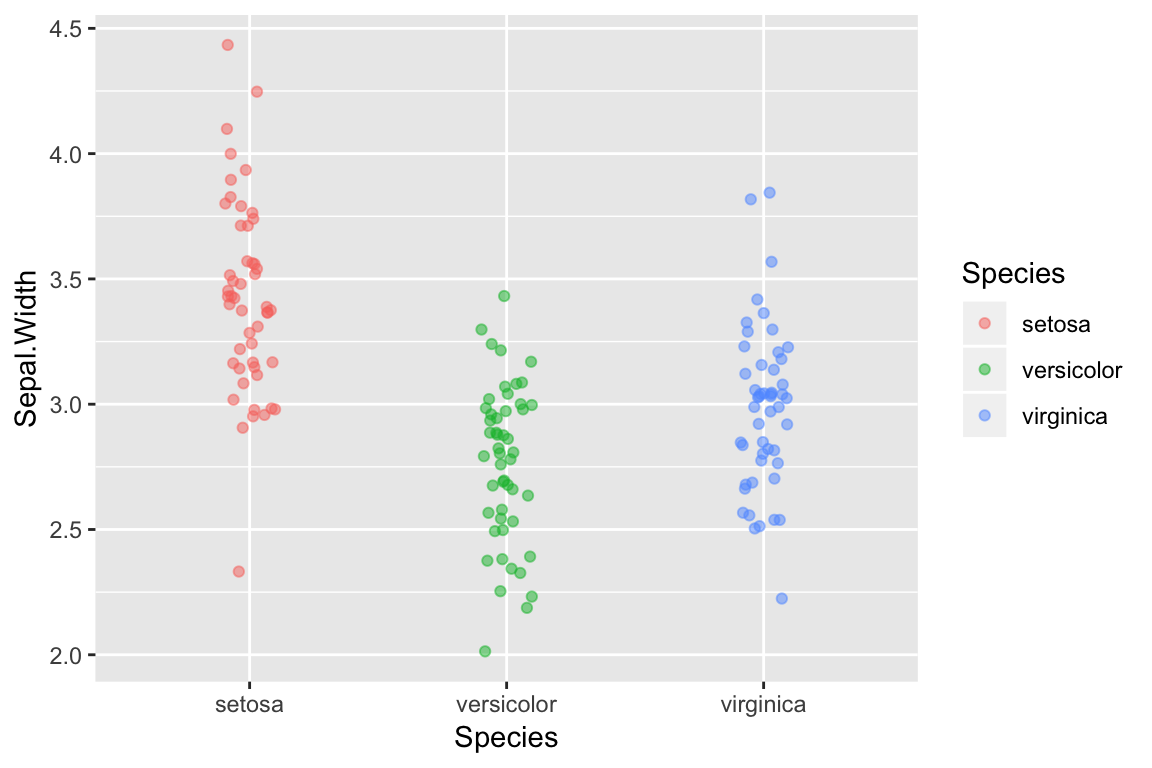 4.5
4.0
3.5
3.0
2.5
2.0
Sepal.Width
setosa
versicolor
virginica
Species
Species
setosa
versicolor
virginica